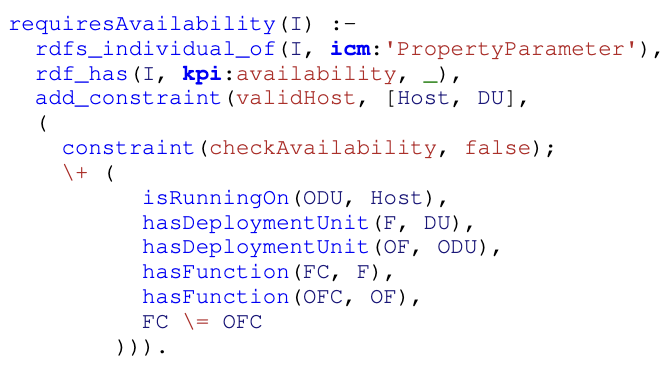 requiresAvailability(I) :-
  rdfs_individual_of(I, icm:'PropertyParameter'),
  rdf_has(I, kpi:availability, _),
  add_constraint(validHost, [Host, DU],
  (
    constraint(checkAvailability, false);
    \+ (
          isRunningOn(ODU, Host),
          hasDeploymentUnit(F, DU),
          hasDeploymentUnit(OF, ODU),
          hasFunction(FC, F),
          hasFunction(OFC, OF),
          FC \= OFC
        ))).